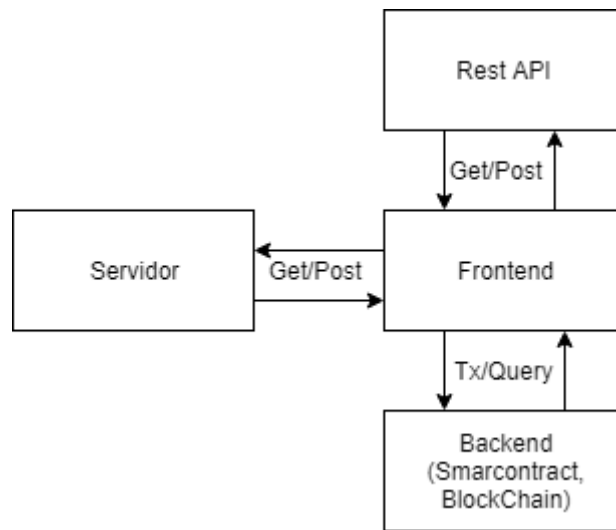 Rest API
Get/Post
Servidor
Get/Post
Frontend
Tx/Query
Backend
(Smarcontract,
BlockChain)